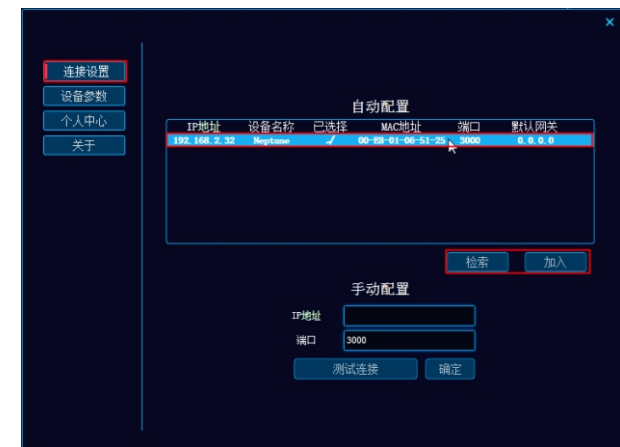 ×
连接设置
设备参数
个人中心
关于
自动配置
IP地址 设备名称 已选择 MAC地址 端口 默认网关
192.168.2.32 Neptune √ 00-E8-01-06-51-25 3000 0.0.0.0
检索 加入
手动配置
IP地址
端口 3000
测试连接 确定